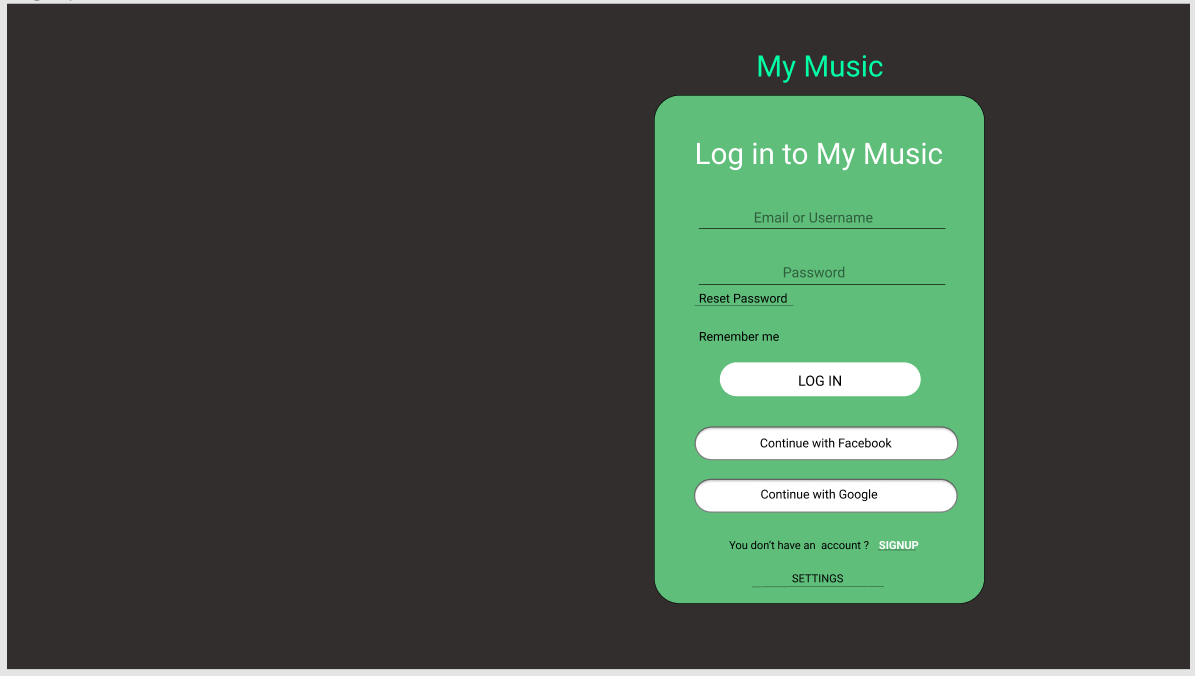 My Music
Log in to My Music
Email or Username
Password
Reset Password
Remember me
LOG IN
Continue with Facebook
Continue with Google
You don't have an  account ?   SIGNUP
SETTINGS